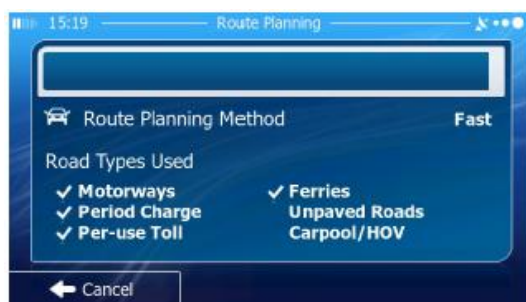 15:19 Route Planning
Route Planning Method Fast
Road Types Used
✓ Motorways ✓ Ferries
✓ Period Charge Unpaved Roads
✓ Per-use Toll Carpool/HOV
Cancel